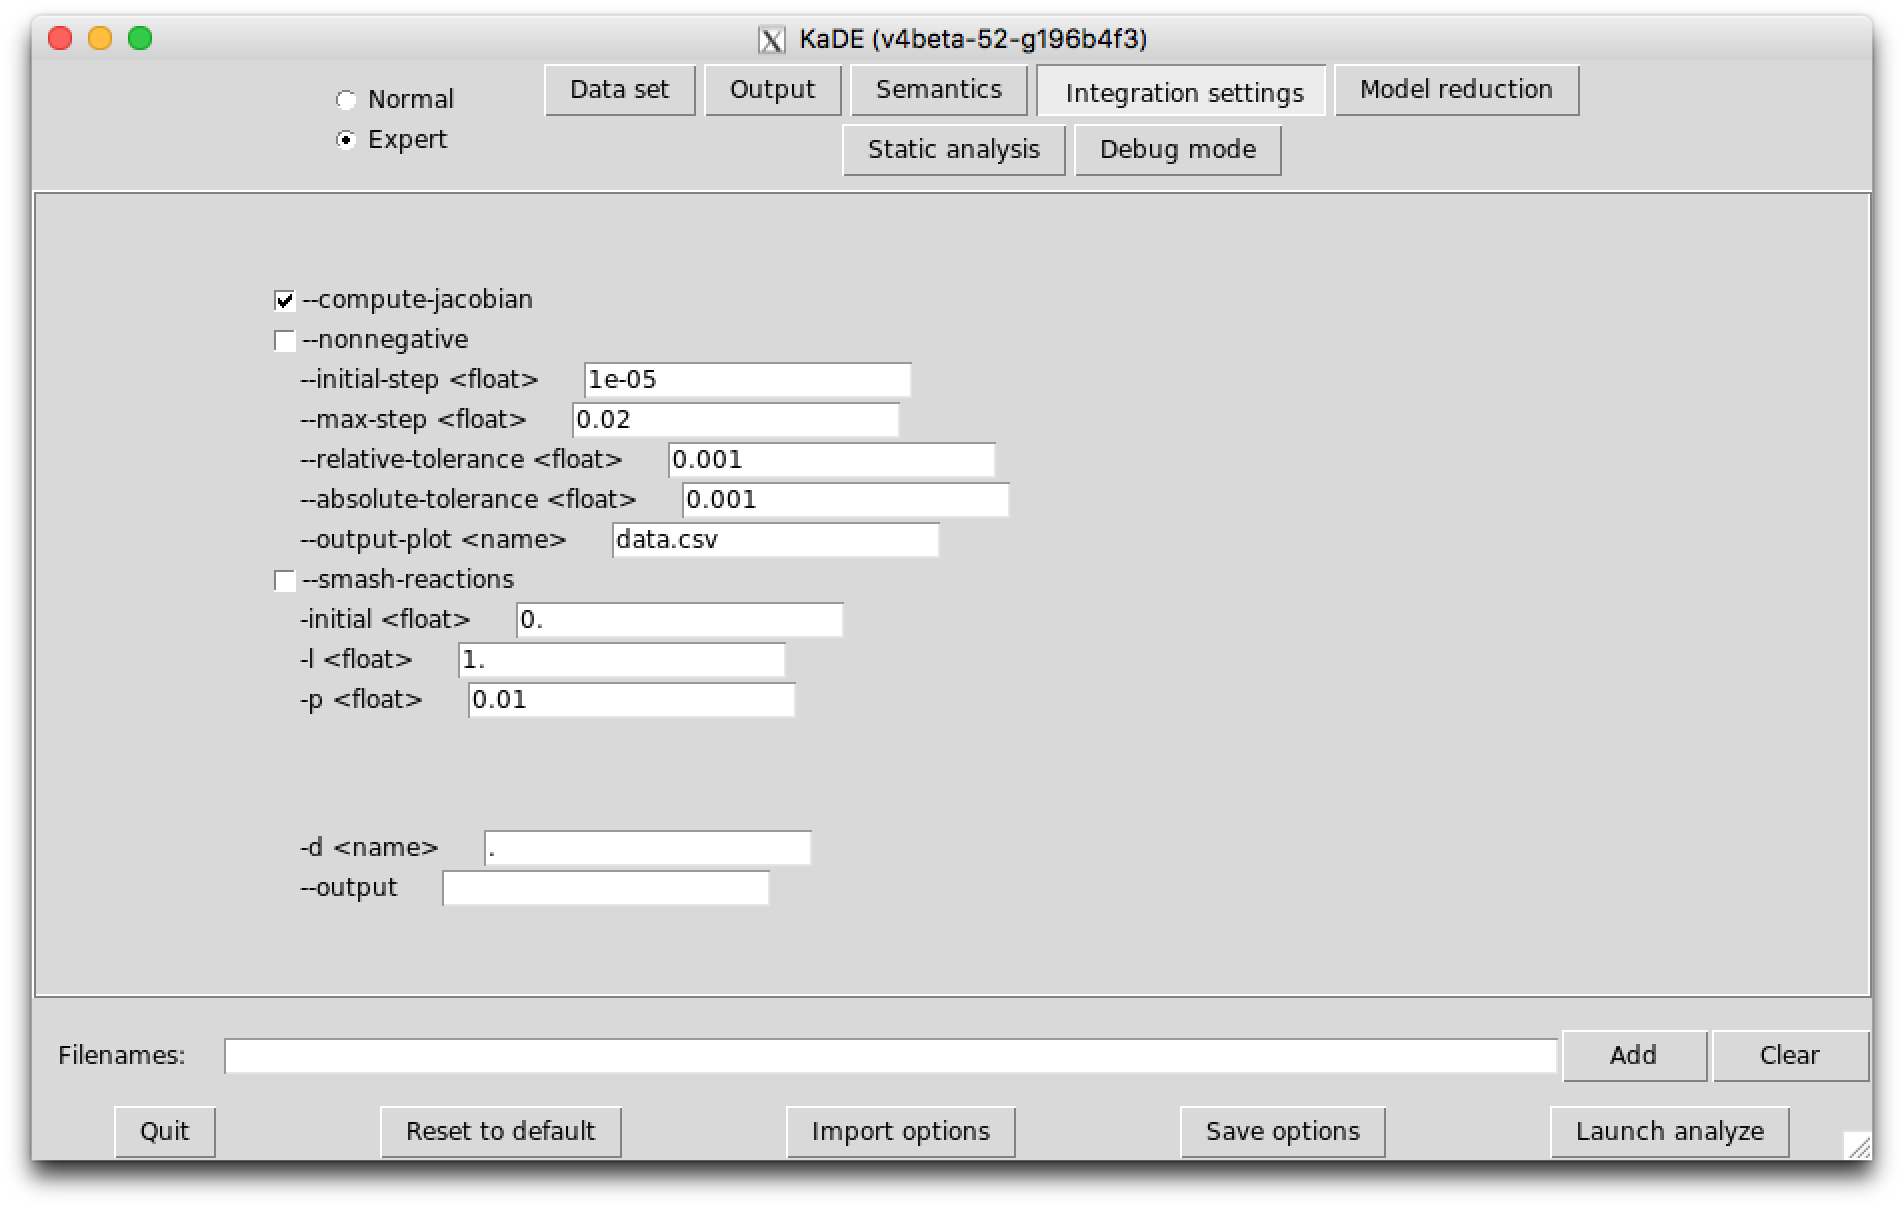 KaDE (v4beta-52-g196b4f3)
Normal
Expert
Data set Output Semantics Integration settings Model reduction
Static analysis Debug mode
--compute-jacobian
--nonnegative
--initial-step <float> 1e-05
--max-step <float> 0.02
--relative-tolerance <float> 0.001
--absolute-tolerance <float> 0.001
--output-plot <name> data.csv
--smash-reactions
-initial <float> 0.
-l <float> 1.
-p <float> 0.01
-d <name> .
--output
Filenames: Add Clear
Quit Reset to default Import options Save options Launch analyze